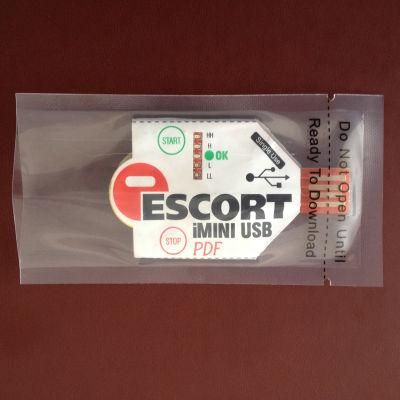 START
HH
H
OK
L
LL
Single Use
e
ESCORT
iMINI USB
PDF
STOP
Do Not Open Until
Ready To Download